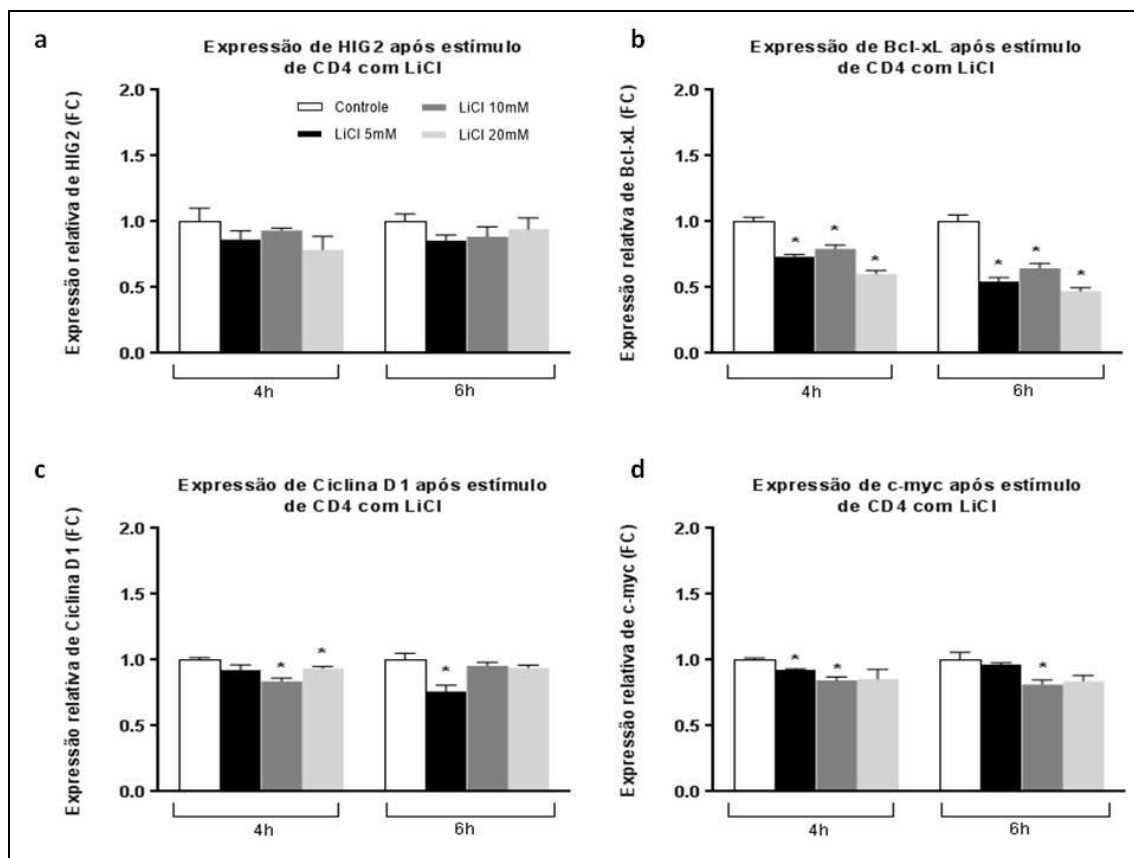 a
Expressão de HIG2 após estímulo
de CD4 com LiCl
Expressão relativa de HIG2 (FC)
2.0
1.5
1.0
0.5
0.0
Controle
LiCl 10mM
LiCl 5mM
LiCl 20mM
4h
6h
b
Expressão de Bcl-xL após estímulo
de CD4 com LiCl
Expressão relativa de Bcl-xL (FC)
2.0
1.5
1.0
0.5
0.0
* * *
* * *
4h
6h
c
Expressão de Ciclina D1 após estímulo
de CD4 com LiCl
Expressão relativa de Ciclina D1 (FC)
2.0
1.5
1.0
0.5
0.0
* *
*
4h
6h
d
Expressão de c-myc após estímulo
de CD4 com LiCl
Expressão relativa de c-myc (FC)
2.0
1.5
1.0
0.5
0.0
* *
*
4h
6h